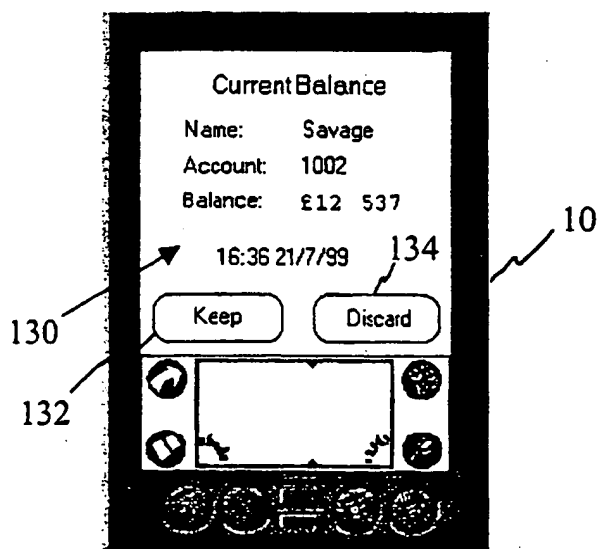 Current Balance
Name: Savage
Account: 1002
Balance: £12 537
16:36 21/7/99
134
10
Keep
Discard
130
132